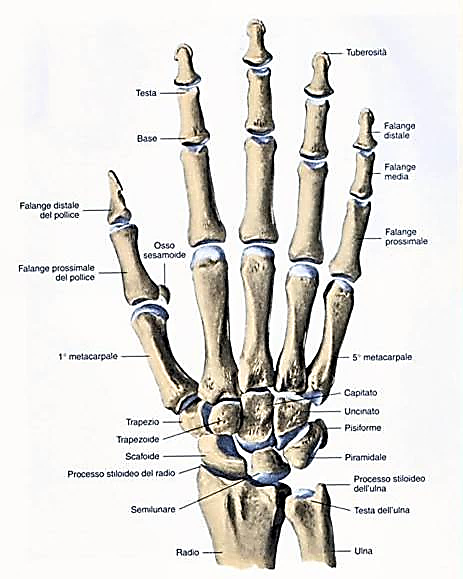 Tuberosità
Testa
Base
Falange
distale
Falange
media
Falange distale
del pollice
Osso
sesamoide
Falange
prossimale
Falange prossimale
del pollice
1° metacarpale
5° metacarpale
Capitato
Uncinato
Trapezio
Pisiforme
Trapezoide
Scafoide
Piramidale
Processo stiloideo del radio
Processo stiloideo
dell'ulna
Semilunare
Testa dell'ulna
Radio
Ulna